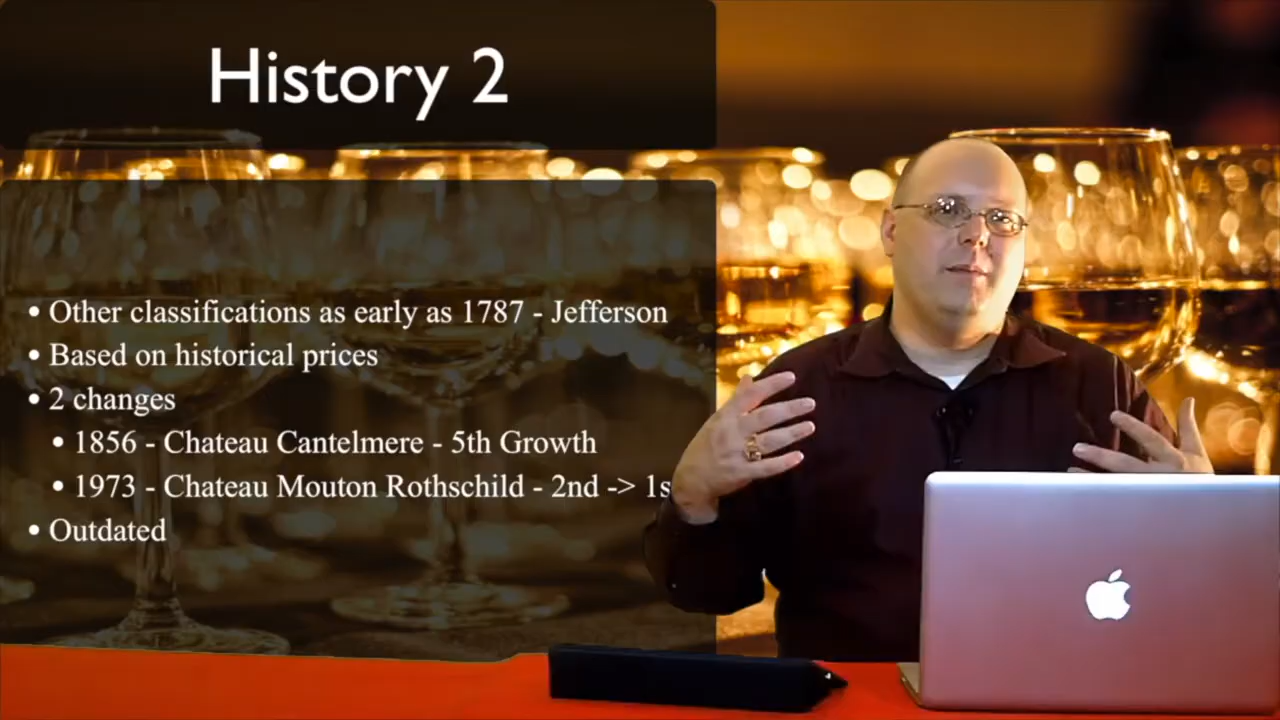 History 2
• Other classifications as early as 1787 - Jefferson
• Based on historical prices
• 2 changes
• 1856 - Chateau Cantelmere - 5th Growth
• 1973 - Chateau Mouton Rothschild - 2nd -> 1s
• Outdated